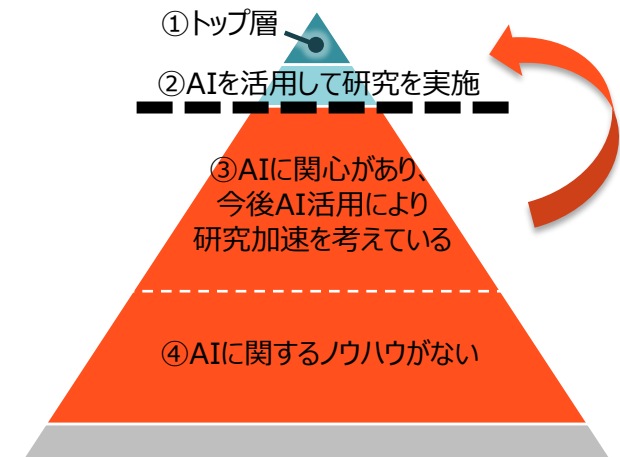 ①トップ層
②AIを活用して研究を実施
③AIに関心があり、
今後AI活用により
研究加速を考えている
④AIに関するノウハウがない